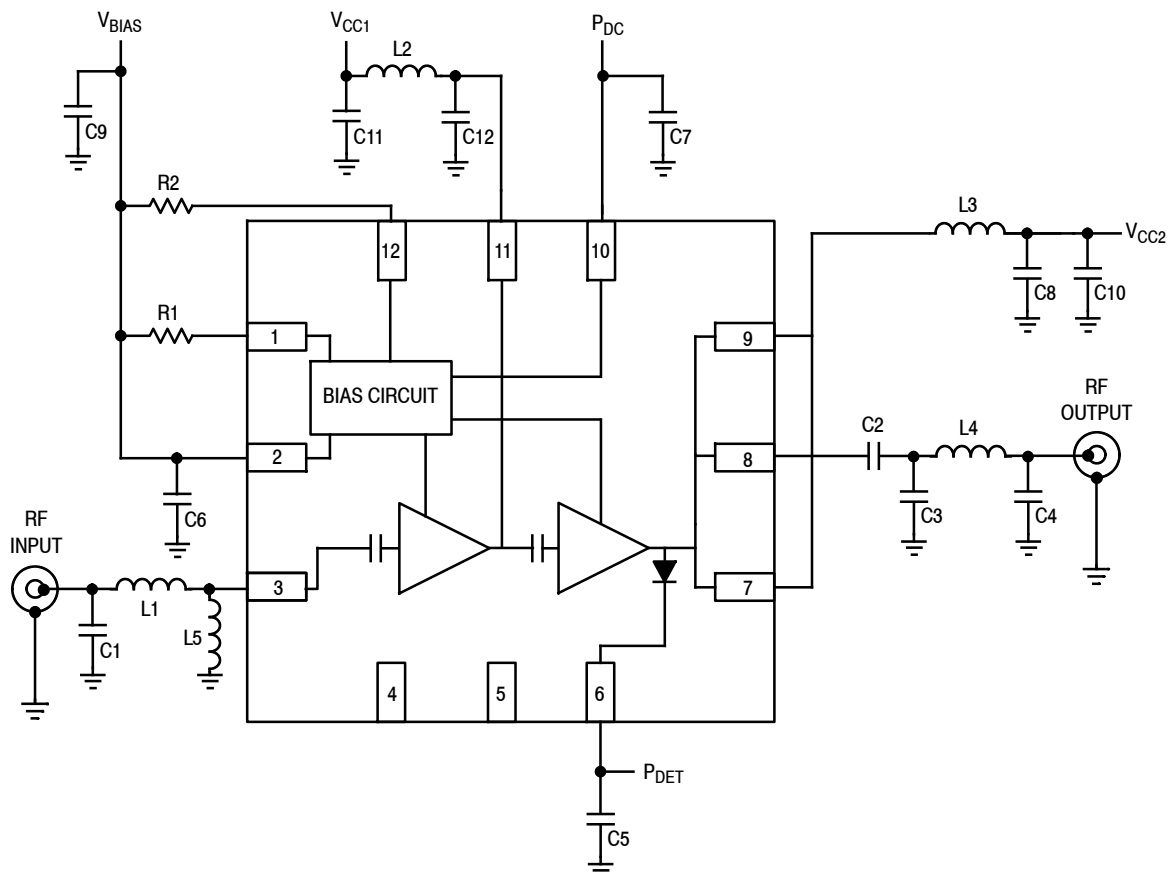 VBIAS
VCC1
L2
PDC
C9
C11
C12
C7
R2
L3
VCC2
12
11
10
C8
C10
R1
1
9
BIAS CIRCUIT
RF
OUTPUT
C2
L4
2
8
C6
C3
C4
RF
INPUT
3
7
L1
L5
C1
4
5
6
PDET
C5